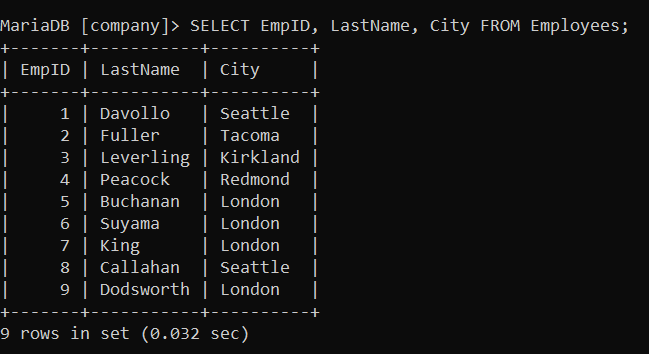 MariaDB [company]> SELECT EmpID, LastName, City FROM Employees;
+-------+-----------+----------+
| EmpID | LastName  | City     |
+-------+-----------+----------+
|     1 | Davollo   | Seattle  |
|     2 | Fuller    | Tacoma   |
|     3 | Leverling | Kirkland |
|     4 | Peacock   | Redmond  |
|     5 | Buchanan  | London   |
|     6 | Suyama    | London   |
|     7 | King      | London   |
|     8 | Callahan  | Seattle  |
|     9 | Dodsworth | London   |
+-------+-----------+----------+
9 rows in set (0.032 sec)